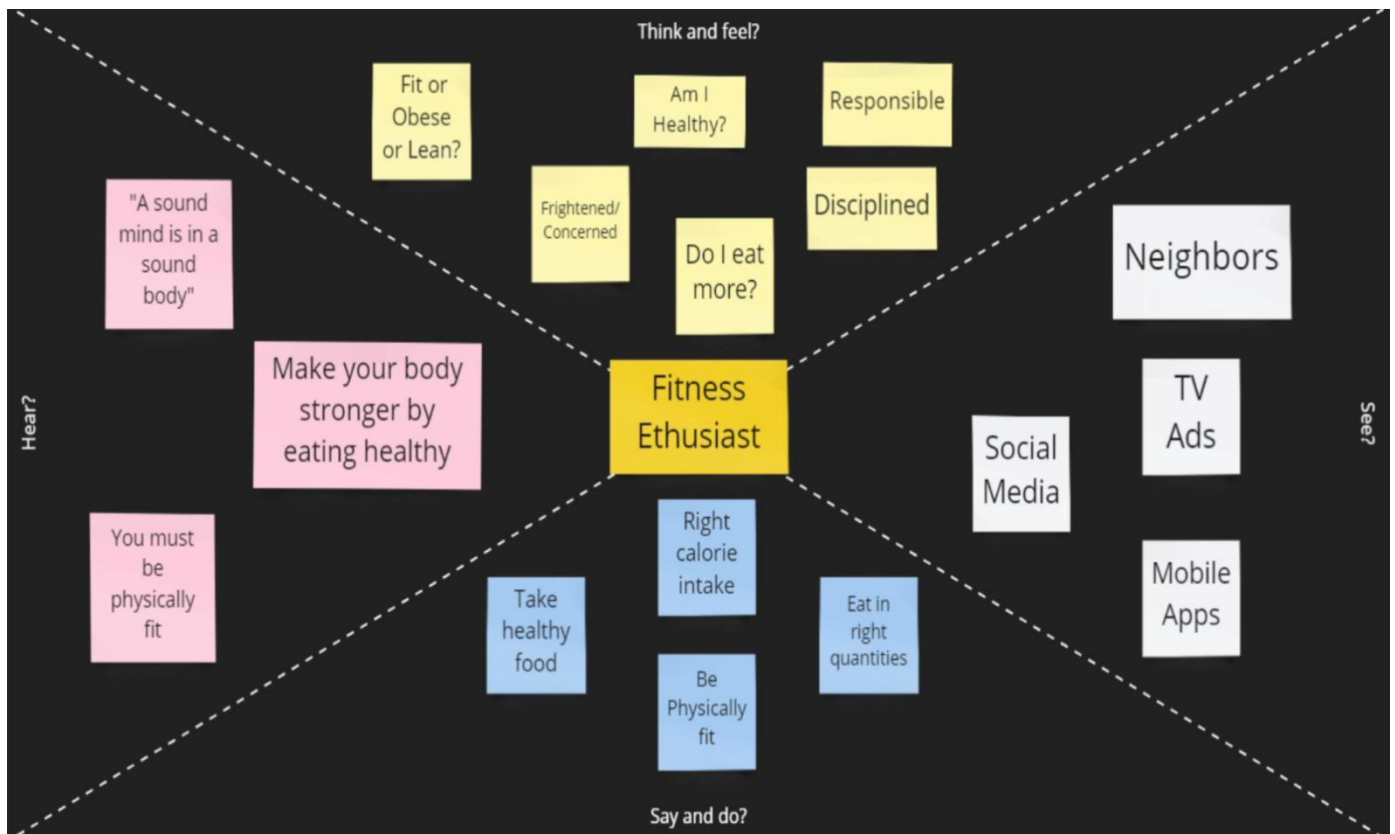 Think and feel?
Fit or
Obese
or Lean?
Am I
Healthy?
Responsible
Frightened/
Concerned
Do I eat
more?
Disciplined
Hear?
"A sound
mind is in a
sound
body"
Make your body
stronger by
eating healthy
You must
be
physically
fit
Fitness
Ethusiast
See?
Neighbors
TV
Ads
Social
Media
Mobile
Apps
Right
calorie
intake
Take
healthy
food
Eat in
right
quantities
Be
Physically
fit
Say and do?